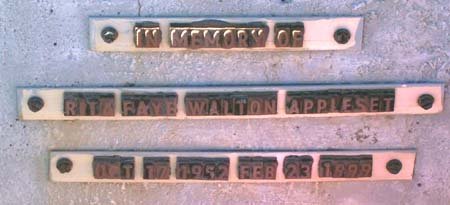 IN MEMORY OF
RITA FAYE WALTON APPLESET
OCT 17 1952 FEB 23